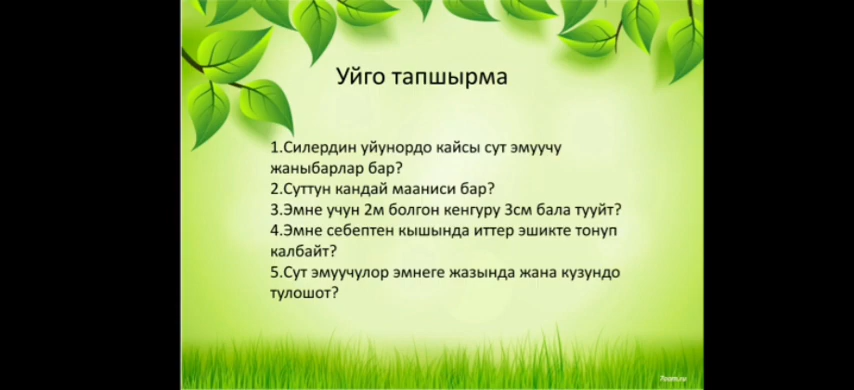 Уйго тапшырма
1.Силердин уйунордо кайсы сут эмуучу
жаныбарлар бар?
2.Суттун кандай мааниси бар?
3.Эмне учун 2м болгон кенгуру 3см бала тууйт?
4.Эмне себептен кышында иттер эшикте тонуп
калбайт?
5.Сут эмуучулор эмнеге жазында жана кузундо
тулошот?